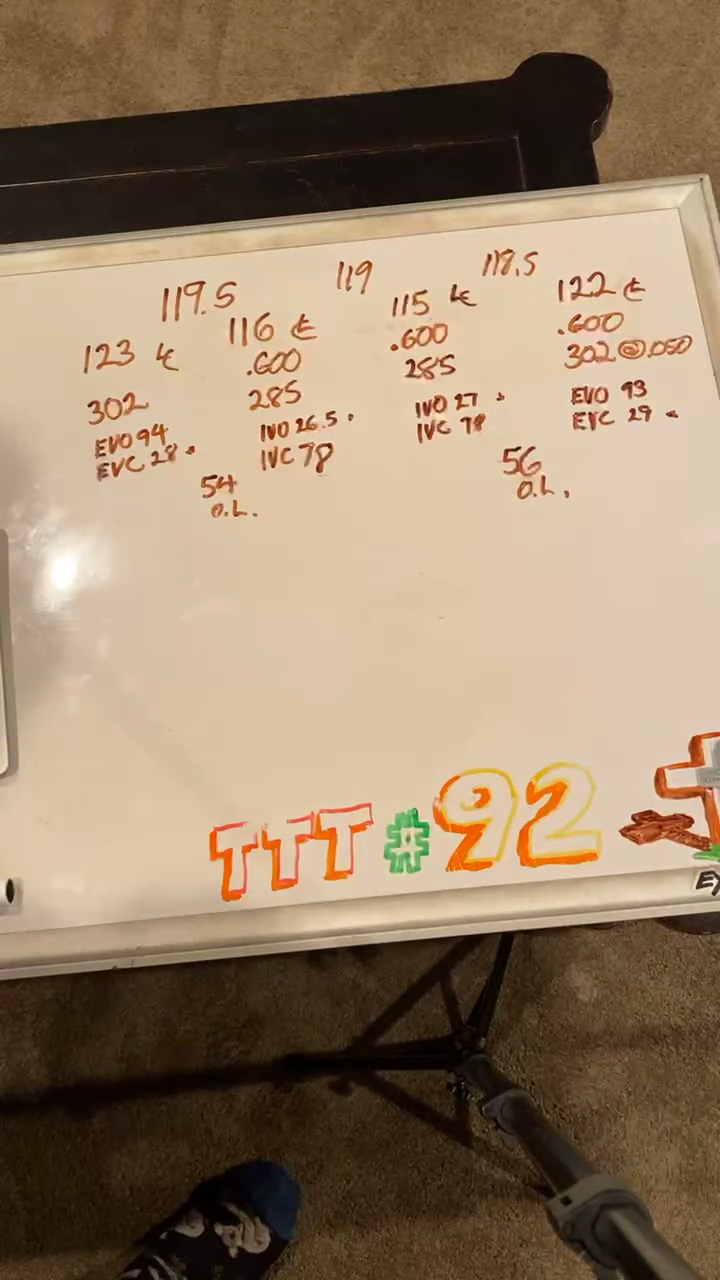 119.5
119
118.5
123 ℄
302
EVO 94
EVC 28
116 ℄
.600
285
IVO 26.5
IVC 78
54
O.L.
115 ℄
.600
285
IVO 27
IVC 78
122 ℄
.600
302 @ .050
EVO 93
EVC 29
56
O.L.
TTT #92